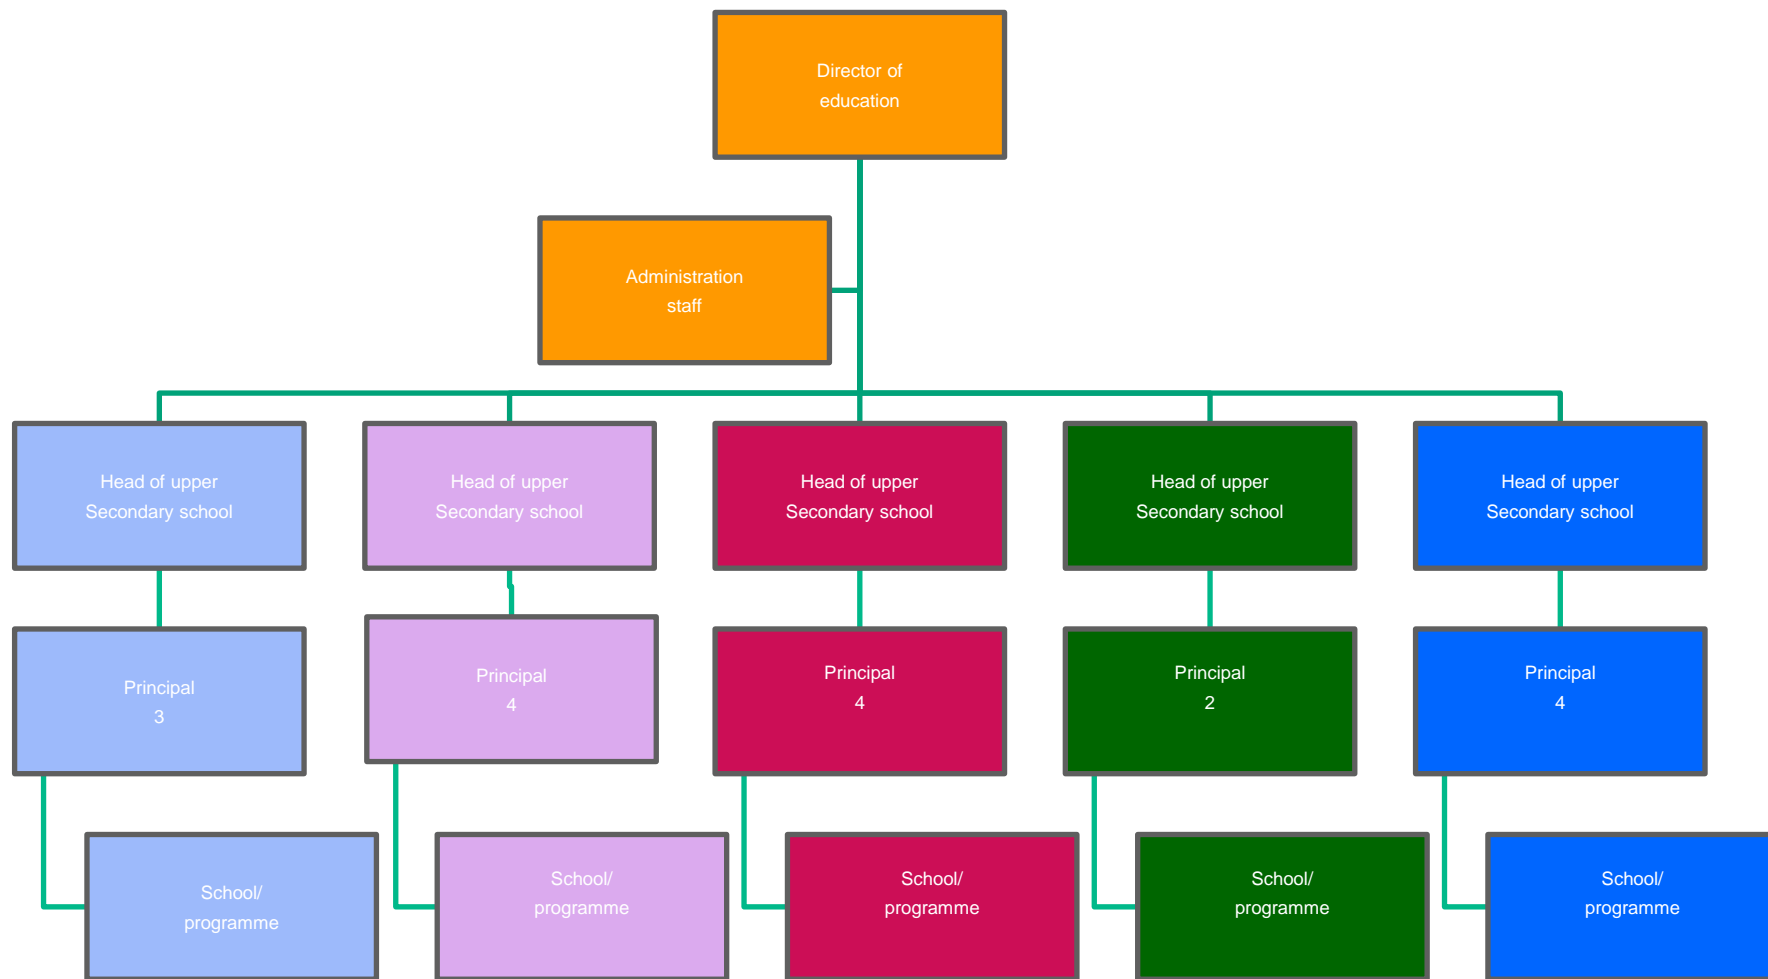 Director of
education
Administration
staff
Head of upper
Secondary school
Head of upper
Secondary school
Head of upper
Secondary school
Head of upper
Secondary school
Head of upper
Secondary school
Principal
3
Principal
4
Principal
4
Principal
2
Principal
4
School/
programme
School/
programme
School/
programme
School/
programme
School/
programme